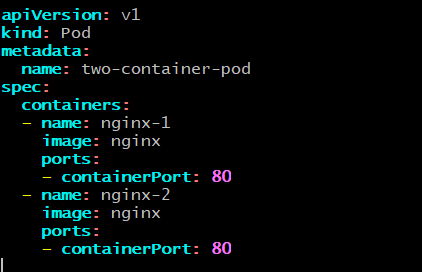 apiVersion: v1
kind: Pod
metadata:
  name: two-container-pod
spec:
  containers:
  - name: nginx-1
    image: nginx
    ports:
    - containerPort: 80
  - name: nginx-2
    image: nginx
    ports:
    - containerPort: 80